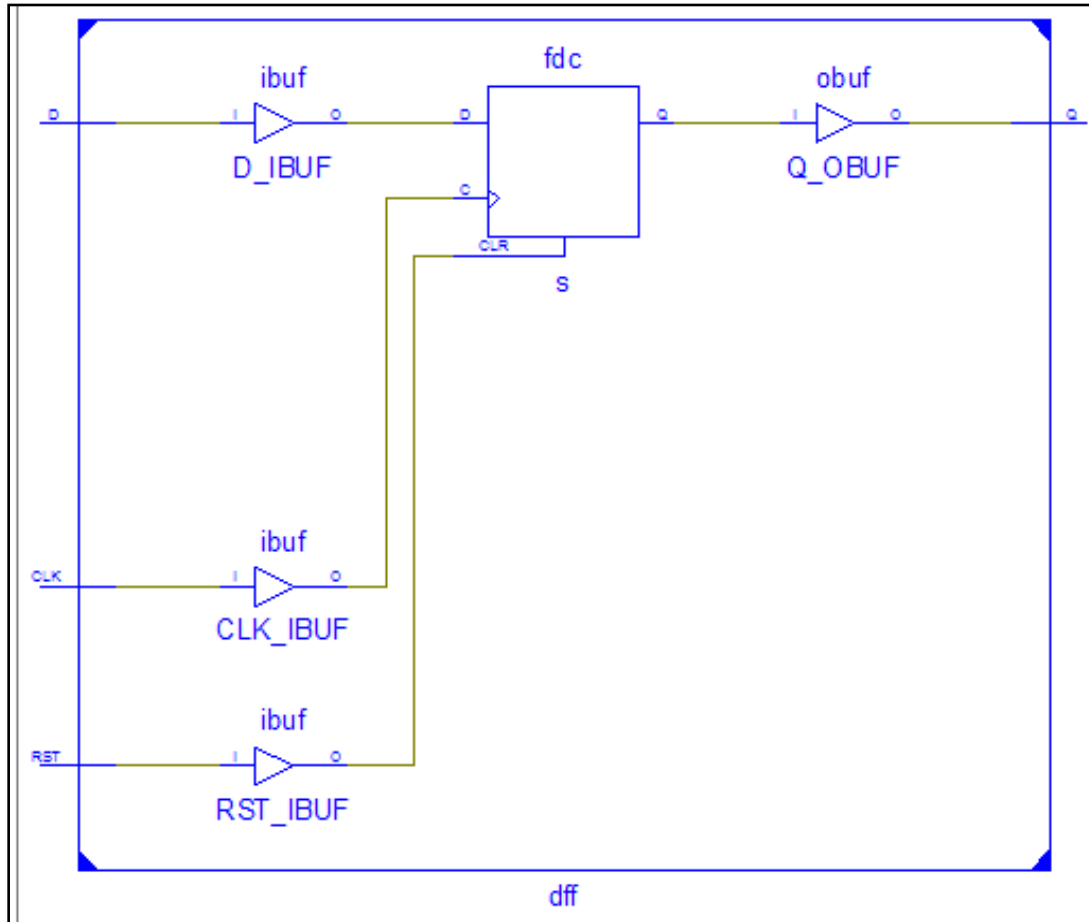 fdc
ibuf
obuf
D
I
O
D
Q
I
O
Q
D_IBUF
Q_OBUF
C
CLR
s
ibuf
CLK
I
O
CLK_IBUF
ibuf
RST
I
O
RST_IBUF
dff